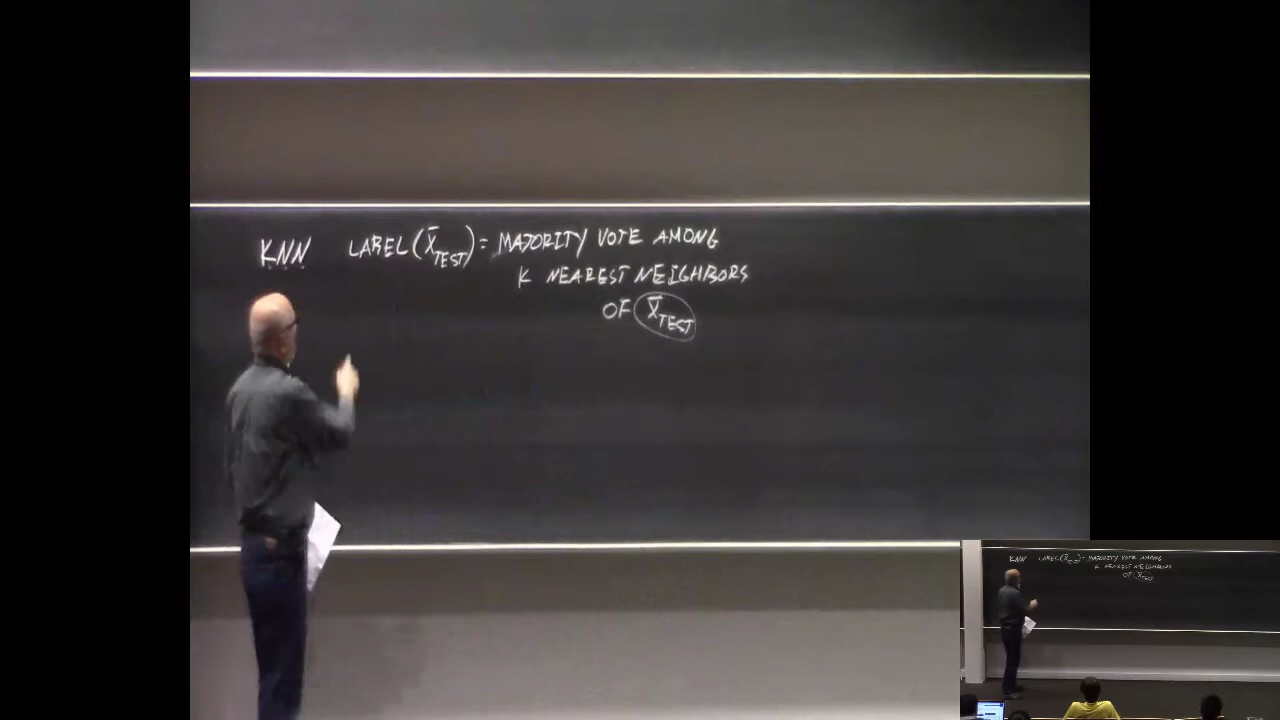 KNN LABEL(X̄TEST) = MAJORITY VOTE AMONG
K NEAREST NEIGHBORS
OF X̄TEST